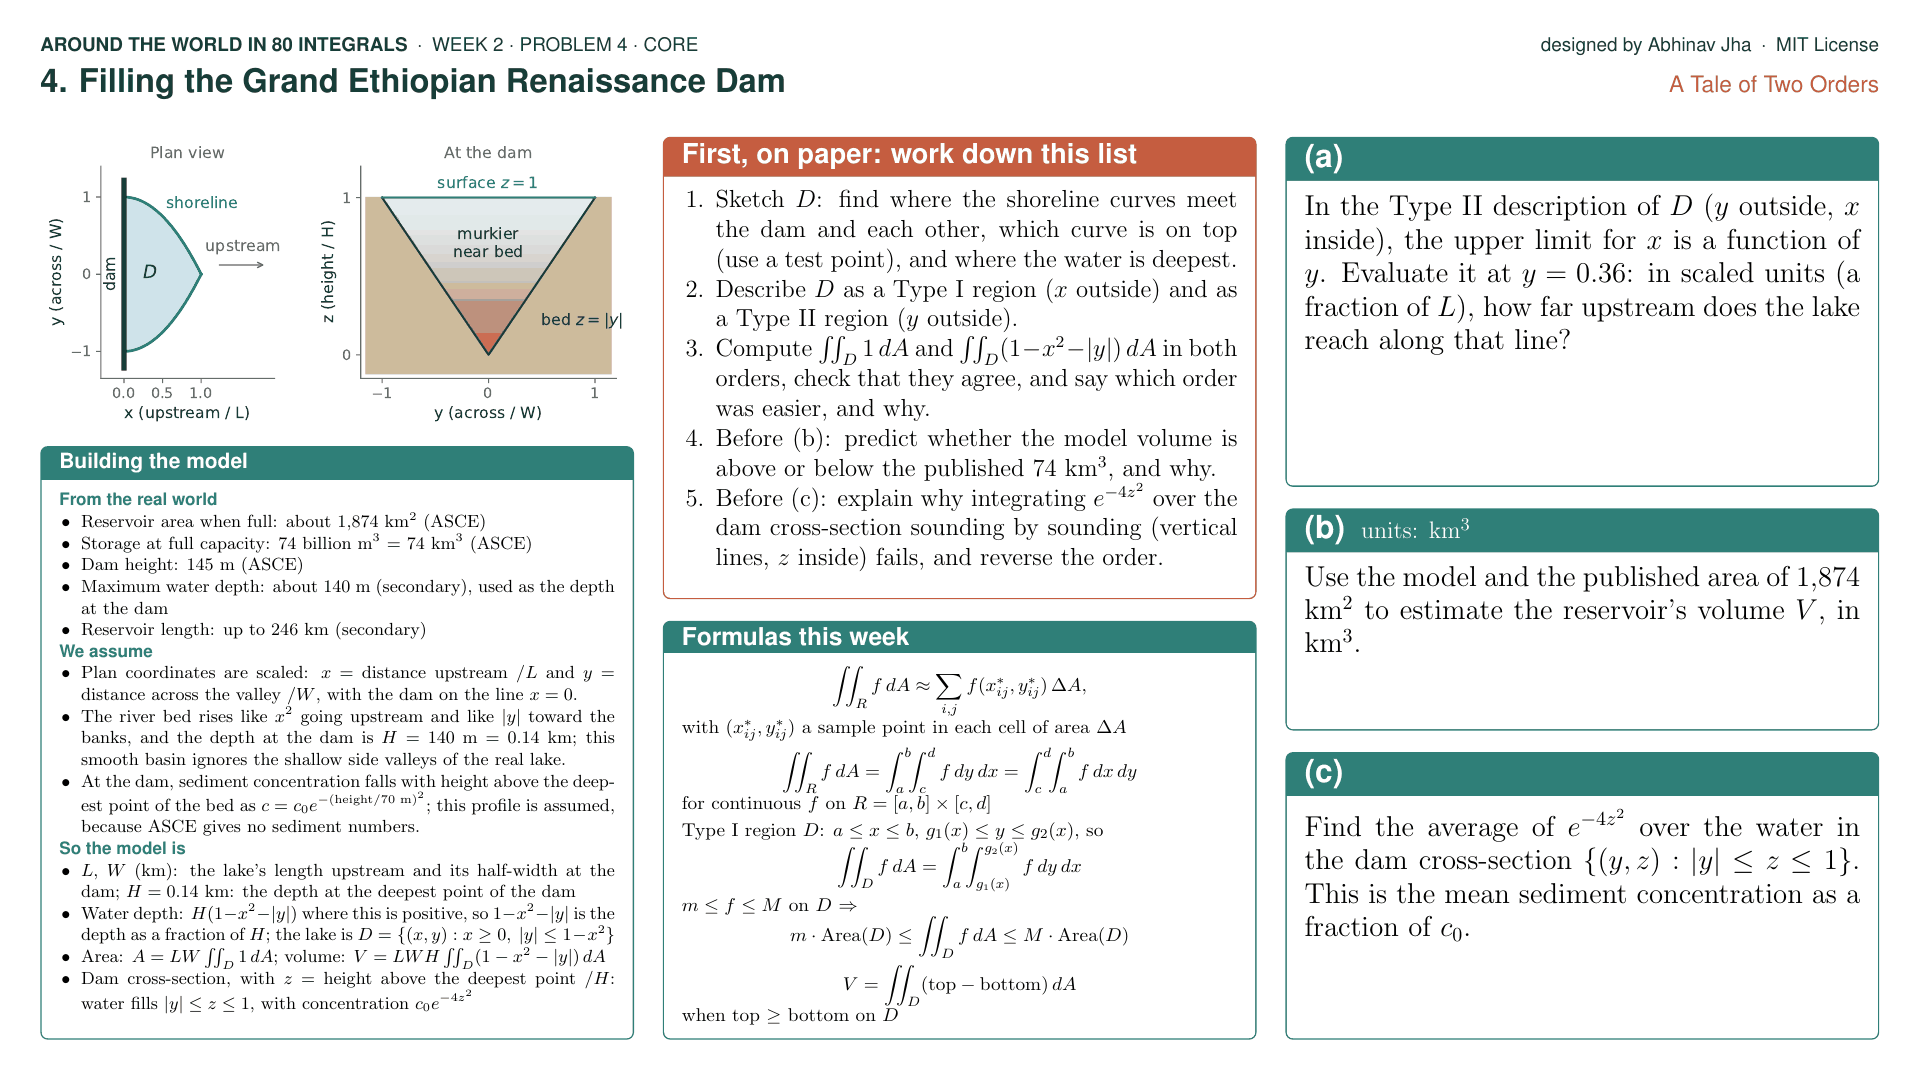 AROUND THE WORLD IN 80 INTEGRALS · WEEK 2 · PROBLEM 4 · CORE
designed by Abhinav Jha · MIT License
4. Filling the Grand Ethiopian Renaissance Dam
A Tale of Two Orders
Plan view
y (across / W)
1
0
−1
dam
D
shoreline
upstream
0.0 0.5 1.0
x (upstream / L)
At the dam
surface z = 1
z (height / H)
1
0
murkier
near bed
bed z = |y|
−1 0 1
y (across / W)
Building the model
From the real world
• Reservoir area when full: about 1,874 km² (ASCE)
• Storage at full capacity: 74 billion m³ = 74 km³ (ASCE)
• Dam height: 145 m (ASCE)
• Maximum water depth: about 140 m (secondary), used as the depth
at the dam
• Reservoir length: up to 246 km (secondary)
We assume
• Plan coordinates are scaled: x = distance upstream /L and y =
distance across the valley /W, with the dam on the line x = 0.
• The river bed rises like x² going upstream and like |y| toward the
banks, and the depth at the dam is H = 140 m = 0.14 km; this
smooth basin ignores the shallow side valleys of the real lake.
• At the dam, sediment concentration falls with height above the deep-
est point of the bed as c = c₀e^{−(height/70 m)²}; this profile is assumed,
because ASCE gives no sediment numbers.
So the model is
• L, W (km): the lake's length upstream and its half-width at the
dam; H = 0.14 km: the depth at the deepest point of the dam
• Water depth: H(1−x²−|y|) where this is positive, so 1−x²−|y| is the
depth as a fraction of H; the lake is D = {(x, y) : x ≥ 0, |y| ≤ 1−x²}
• Area: A = LW ∬_D 1 dA; volume: V = LWH ∬_D (1 − x² − |y|) dA
• Dam cross-section, with z = height above the deepest point /H:
water fills |y| ≤ z ≤ 1, with concentration c₀e^{−4z²}
First, on paper: work down this list
1. Sketch D: find where the shoreline curves meet
the dam and each other, which curve is on top
(use a test point), and where the water is deepest.
2. Describe D as a Type I region (x outside) and as
a Type II region (y outside).
3. Compute ∬_D 1 dA and ∬_D (1−x²−|y|) dA in both
orders, check that they agree, and say which order
was easier, and why.
4. Before (b): predict whether the model volume is
above or below the published 74 km³, and why.
5. Before (c): explain why integrating e^{−4z²} over the
dam cross-section sounding by sounding (vertical
lines, z inside) fails, and reverse the order.
Formulas this week
∬_R f dA ≈ ∑_{i,j} f(x*_{ij}, y*_{ij}) ΔA,
with (x*_{ij}, y*_{ij}) a sample point in each cell of area ΔA
∬_R f dA = ∫_a^b ∫_c^d f dy dx = ∫_c^d ∫_a^b f dx dy
for continuous f on R = [a, b] × [c, d]
Type I region D: a ≤ x ≤ b, g₁(x) ≤ y ≤ g₂(x), so
∬_D f dA = ∫_a^b ∫_{g₁(x)}^{g₂(x)} f dy dx
m ≤ f ≤ M on D ⇒
m · Area(D) ≤ ∬_D f dA ≤ M · Area(D)
V = ∬_D (top − bottom) dA
when top ≥ bottom on D
(a)
In the Type II description of D (y outside, x
inside), the upper limit for x is a function of
y. Evaluate it at y = 0.36: in scaled units (a
fraction of L), how far upstream does the lake
reach along that line?
(b) units: km³
Use the model and the published area of 1,874
km² to estimate the reservoir's volume V, in
km³.
(c)
Find the average of e^{−4z²} over the water in
the dam cross-section {(y, z) : |y| ≤ z ≤ 1}.
This is the mean sediment concentration as a
fraction of c₀.